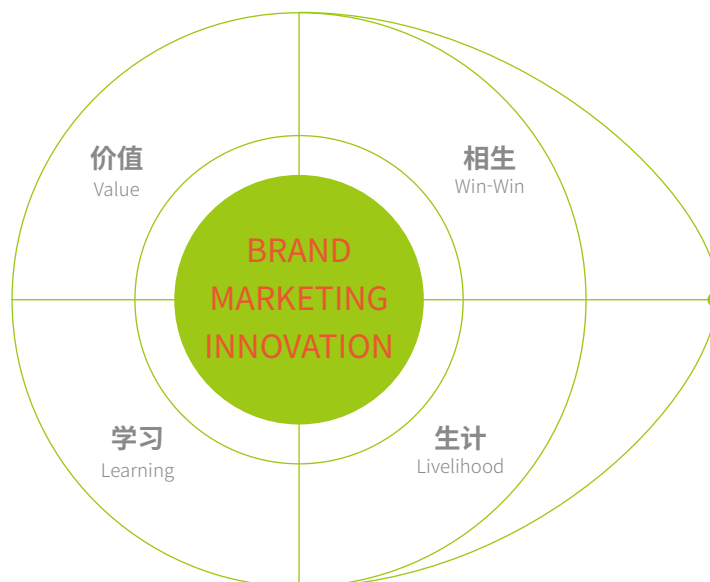 价值
Value
相生
Win-Win
BRAND
MARKETING
INNOVATION
学习
Learning
生计
Livelihood